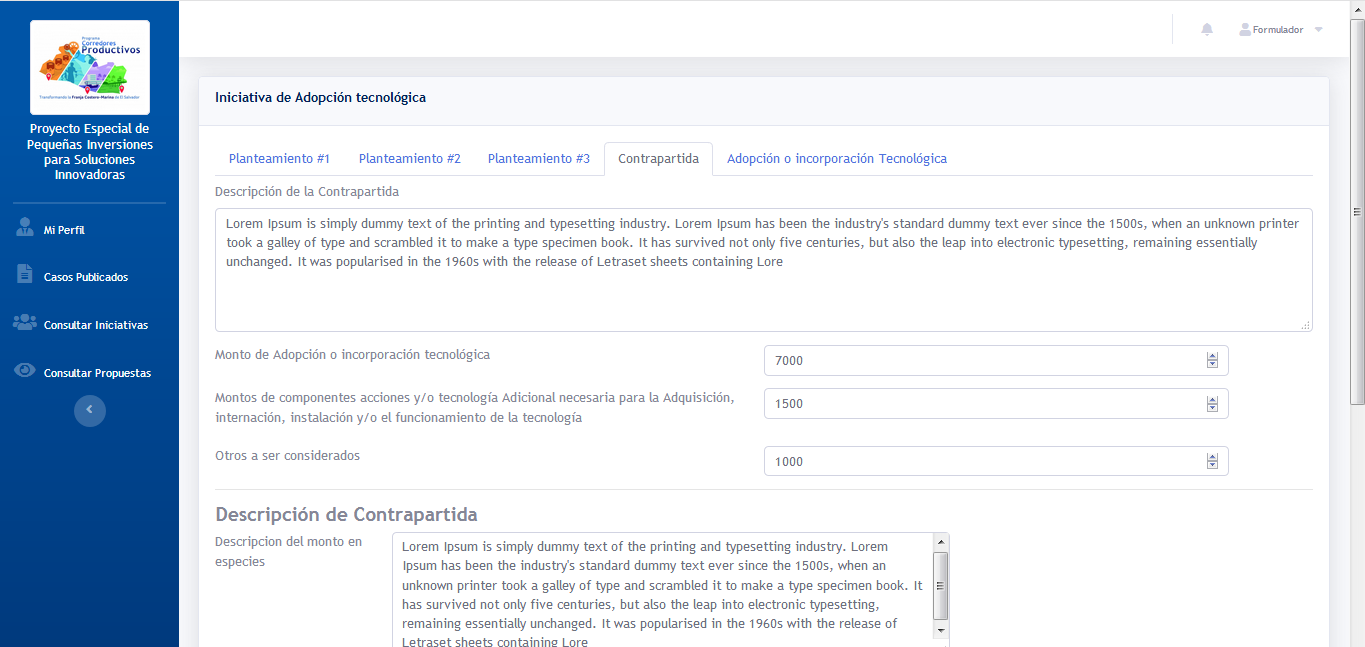 Formulador
Programa
Corredores
Productivos
Transformando la Franja Costero-Marina de El Salvador
Proyecto Especial de
Pequeñas Inversiones
para Soluciones
Innovadoras
Mi Perfil
Casos Publicados
Consultar Iniciativas
Consultar Propuestas
Iniciativa de Adopción tecnológica
Planteamiento #1 Planteamiento #2 Planteamiento #3 Contrapartida Adopción o incorporación Tecnológica
Descripción de la Contrapartida
Lorem Ipsum is simply dummy text of the printing and typesetting industry. Lorem Ipsum has been the industry's standard dummy text ever since the 1500s, when an unknown printer
took a galley of type and scrambled it to make a type specimen book. It has survived not only five centuries, but also the leap into electronic typesetting, remaining essentially
unchanged. It was popularised in the 1960s with the release of Letraset sheets containing Lore
Monto de Adopción o incorporación tecnológica
7000
Montos de componentes acciones y/o tecnología Adicional necesaria para la Adquisición,
internación, instalación y/o el funcionamiento de la tecnología
1500
Otros a ser considerados
1000
Descripción de Contrapartida
Descripcion del monto en
especies
Lorem Ipsum is simply dummy text of the printing and typesetting industry. Lorem
Ipsum has been the industry's standard dummy text ever since the 1500s, when an
unknown printer took a galley of type and scrambled it to make a type specimen book. It
has survived not only five centuries, but also the leap into electronic typesetting,
remaining essentially unchanged. It was popularised in the 1960s with the release of
Letraset sheets containing Lore